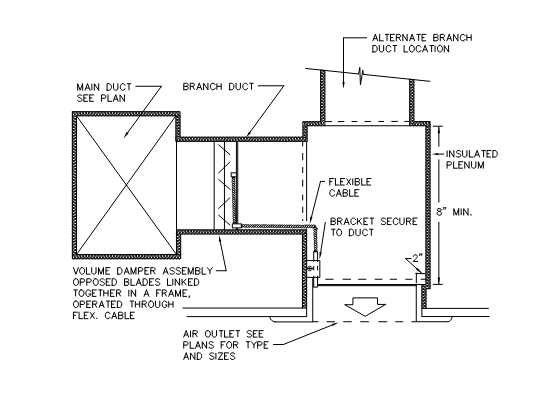 ALTERNATE BRANCH
DUCT LOCATION
MAIN DUCT
SEE PLAN
BRANCH DUCT
INSULATED
PLENUM
FLEXIBLE
CABLE
8" MIN.
BRACKET SECURE
TO DUCT
2"
VOLUME DAMPER ASSEMBLY
OPPOSED BLADES LINKED
TOGETHER IN A FRAME,
OPERATED THROUGH
FLEX. CABLE
AIR OUTLET SEE
PLANS FOR TYPE
AND SIZES